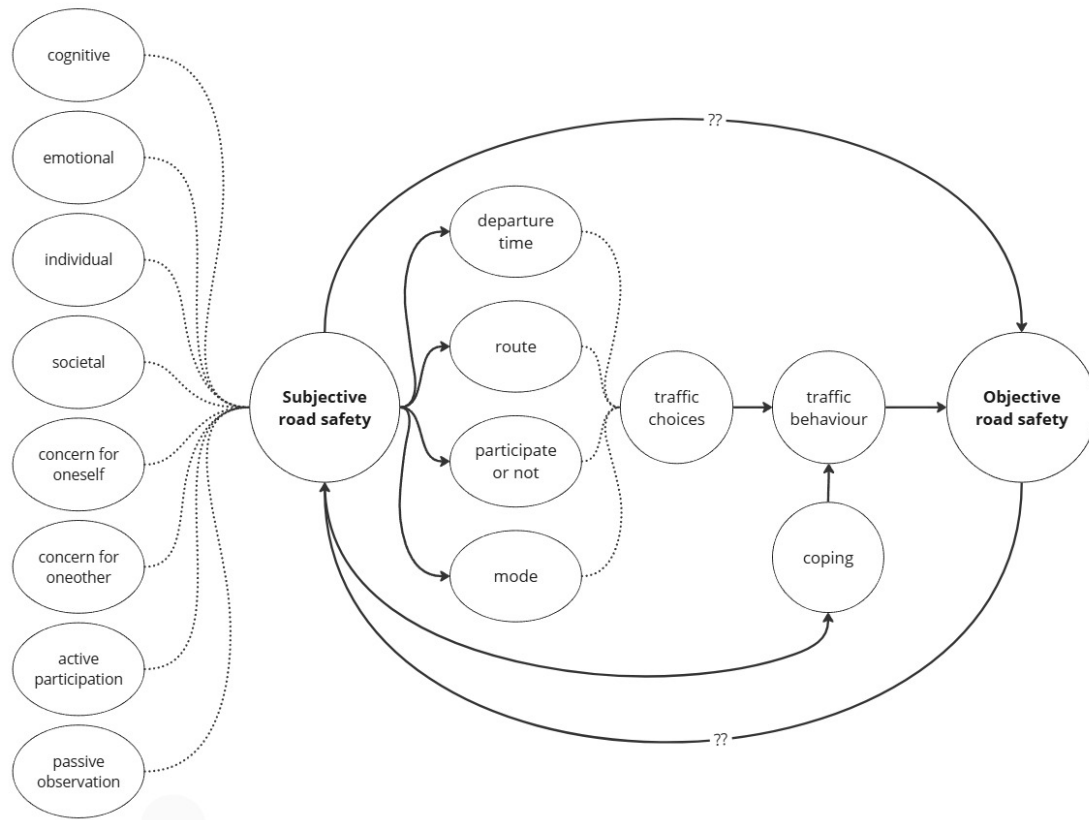 cognitive
emotional
individual
societal
concern for
oneself
concern for
oneother
active
participation
passive
observation
Subjective
road safety
??
departure
time
route
participate
or not
mode
traffic
choices
traffic
behaviour
coping
Objective
road safety
??